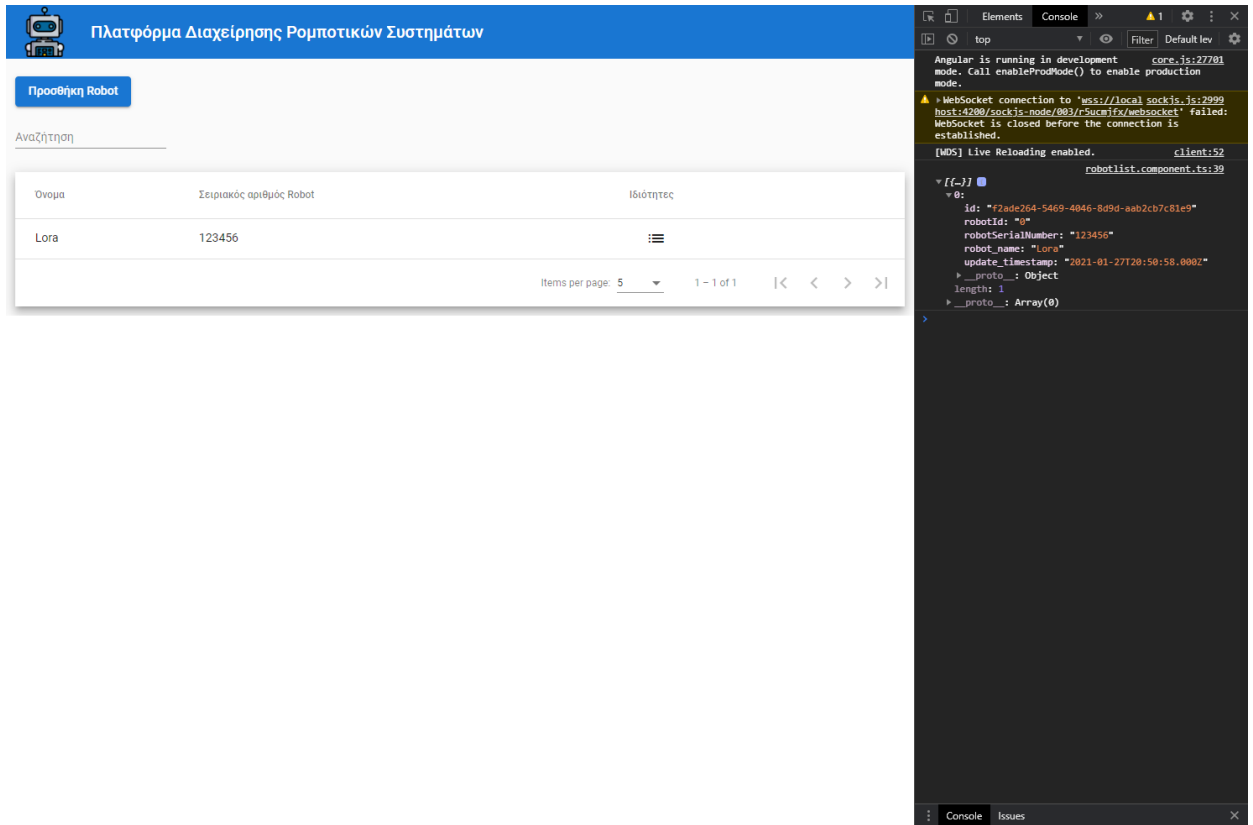 Πλατφόρμα Διαχείρησης Ρομποτικών Συστημάτων
Προσθήκη Robot
Αναζήτηση
Όνομα Σειριακός αριθμός Robot Ιδιότητες
Lora 123456
Items per page: 5 1 – 1 of 1
Elements Console » 1
top Filter Default lev
Angular is running in development core.js:27701
mode. Call enableProdMode() to enable production
mode.
WebSocket connection to 'wss://local sockjs.js:2999
host:4200/sockjs-node/003/r5ucmjfx/websocket' failed:
WebSocket is closed before the connection is
established.
[WDS] Live Reloading enabled. client:52
robotlist.component.ts:39
[{…}]
0:
id: "f2ade264-5469-4046-8d9d-aab2cb7c81e9"
robotId: "0"
robotSerialNumber: "123456"
robot_name: "Lora"
update_timestamp: "2021-01-27T20:50:58.000Z"
__proto__: Object
length: 1
__proto__: Array(0)
Console Issues